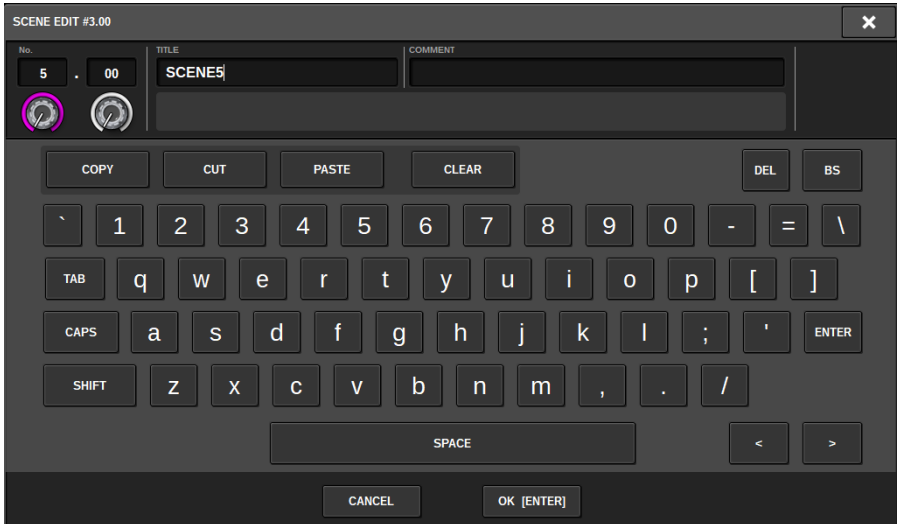 SCENE EDIT #3.00 ×
No. TITLE COMMENT
5 . 00 SCENE5
COPY CUT PASTE CLEAR DEL BS
` 1 2 3 4 5 6 7 8 9 0 - = \
TAB q w e r t y u i o p [ ]
CAPS a s d f g h j k l ; ' ENTER
SHIFT z x c v b n m , . /
SPACE < >
CANCEL OK [ENTER]